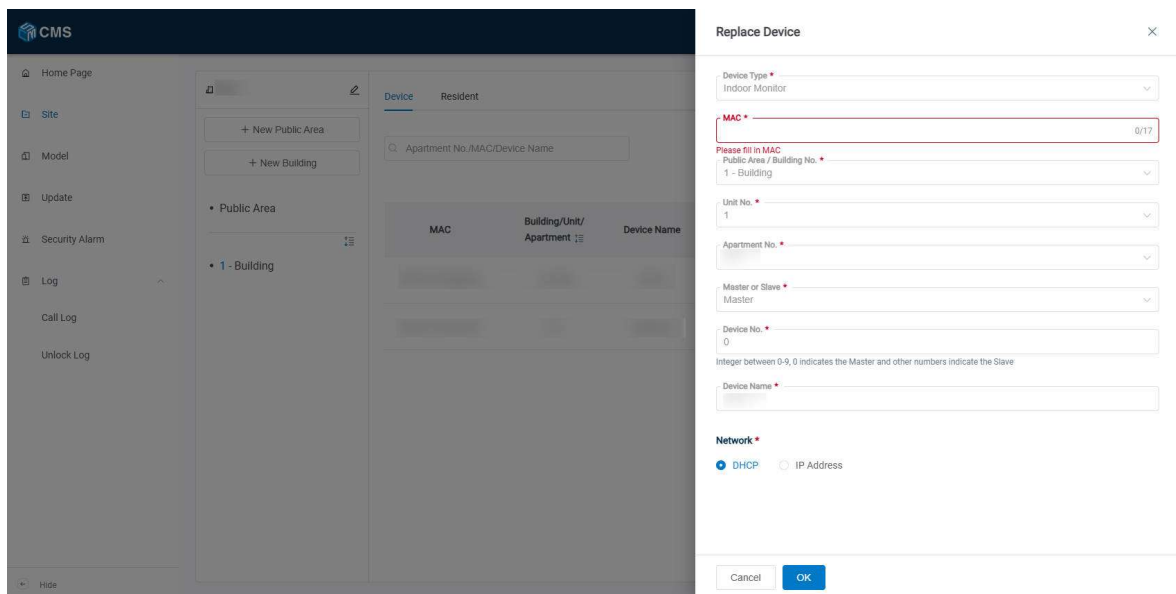 CMS
Home Page
Site
Model
Update
Security Alarm
Log
Call Log
Unlock Log
Hide
+ New Public Area
+ New Building
• Public Area
• 1 - Building
Device Resident
Apartment No./MAC/Device Name
MAC Building/Unit/ Device Name
Apartment
Replace Device
Device Type *
Indoor Monitor
MAC *
0/17
Please fill in MAC
Public Area / Building No. *
1 - Building
Unit No. *
1
Apartment No. *
Master or Slave *
Master
Device No. *
0
Integer between 0-9, 0 indicates the Master and other numbers indicate the Slave
Device Name *
Network *
DHCP IP Address
Cancel OK